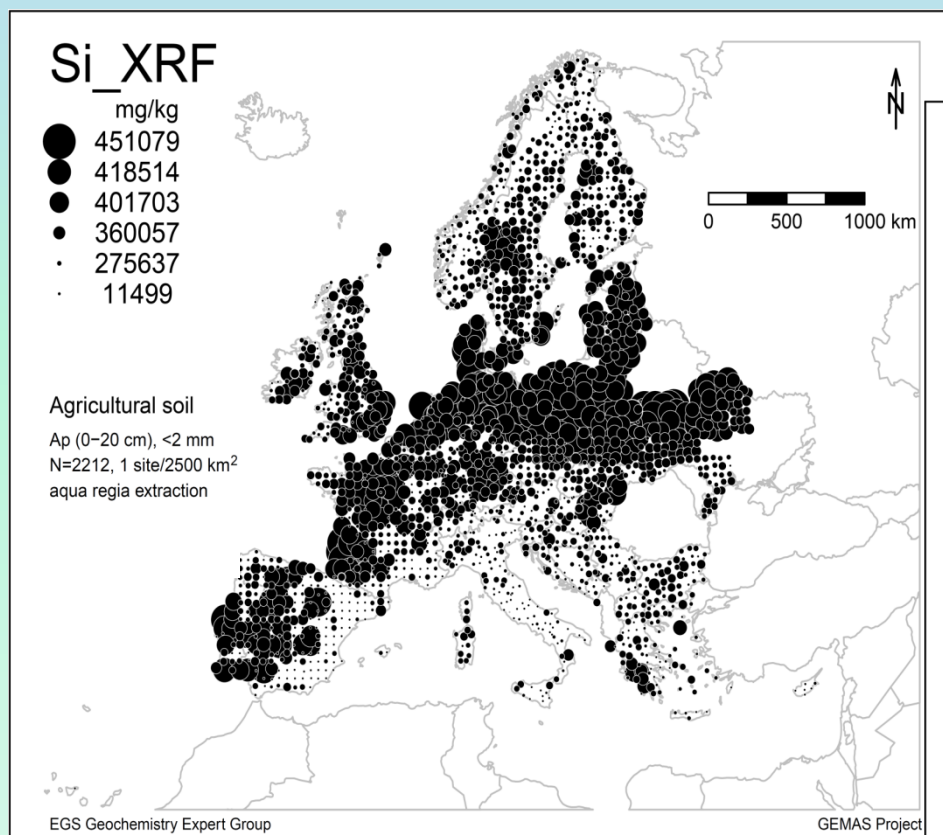 Si_XRF
mg/kg
451079
418514
401703
360057
275637
11499
N
0 500 1000 km
Agricultural soil
Ap (0−20 cm), <2 mm
N=2212, 1 site/2500 km²
aqua regia extraction
EGS Geochemistry Expert Group
GEMAS Project